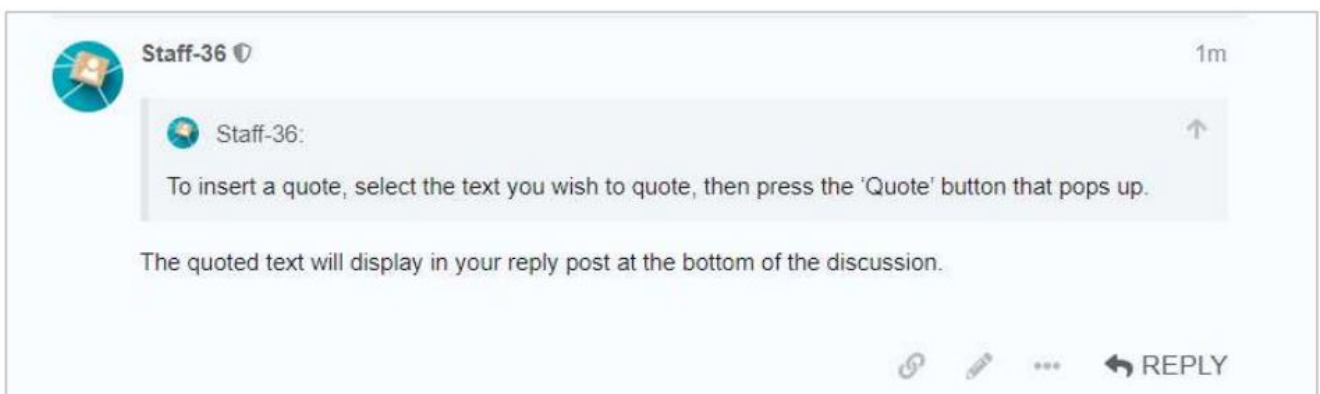 Staff-36
1m
Staff-36:
To insert a quote, select the text you wish to quote, then press the ‘Quote’ button that pops up.
The quoted text will display in your reply post at the bottom of the discussion.
REPLY